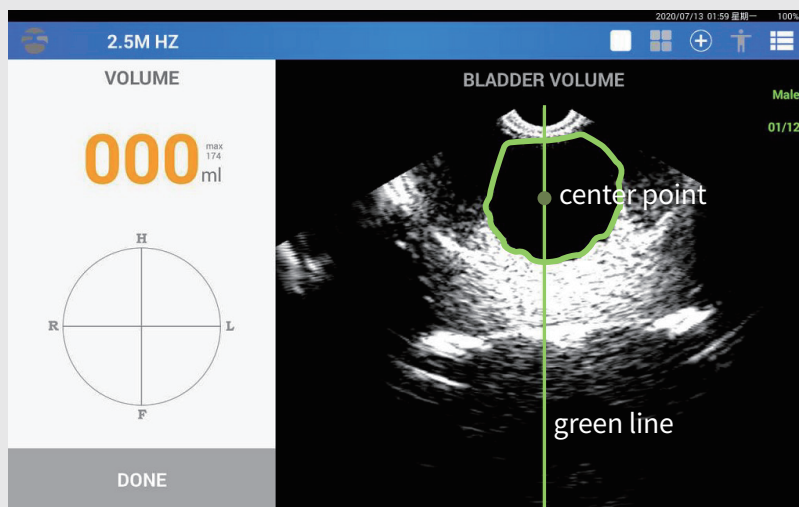 2020/07/13 01:59 星期一 100%
2.5M HZ
VOLUME
000 max 174 ml
H
R L
F
DONE
BLADDER VOLUME
Male
01/12
center point
green line